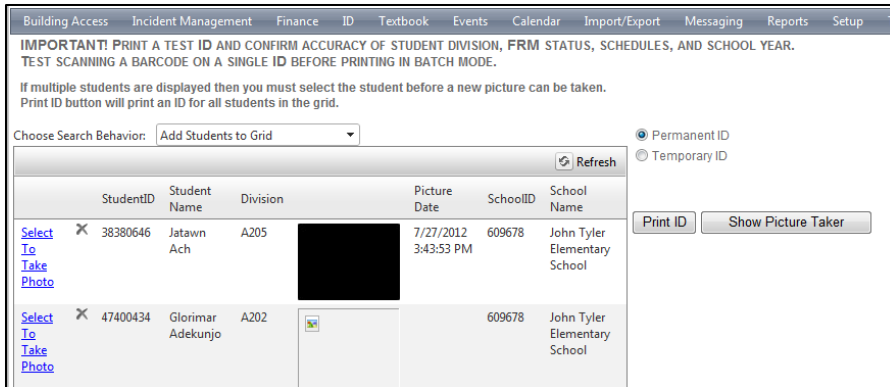 Building Access Incident Management Finance ID Textbook Events Calendar Import/Export Messaging Reports Setup
IMPORTANT! PRINT A TEST ID AND CONFIRM ACCURACY OF STUDENT DIVISION, FRM STATUS, SCHEDULES, AND SCHOOL YEAR.
TEST SCANNING A BARCODE ON A SINGLE ID BEFORE PRINTING IN BATCH MODE.
If multiple students are displayed then you must select the student before a new picture can be taken.
Print ID button will print an ID for all students in the grid.
Choose Search Behavior: Add Students to Grid
Permanent ID
Temporary ID
Refresh
StudentID Student Name Division Picture Date SchoolID School Name
Print ID Show Picture Taker
Select 38380646 Jatawn A205 7/27/2012 609678 John Tyler
To Ach 3:43:53 PM Elementary
Take School
Photo
Select 47400434 Glorimar A202 609678 John Tyler
To Adekunjo Elementary
Take School
Photo